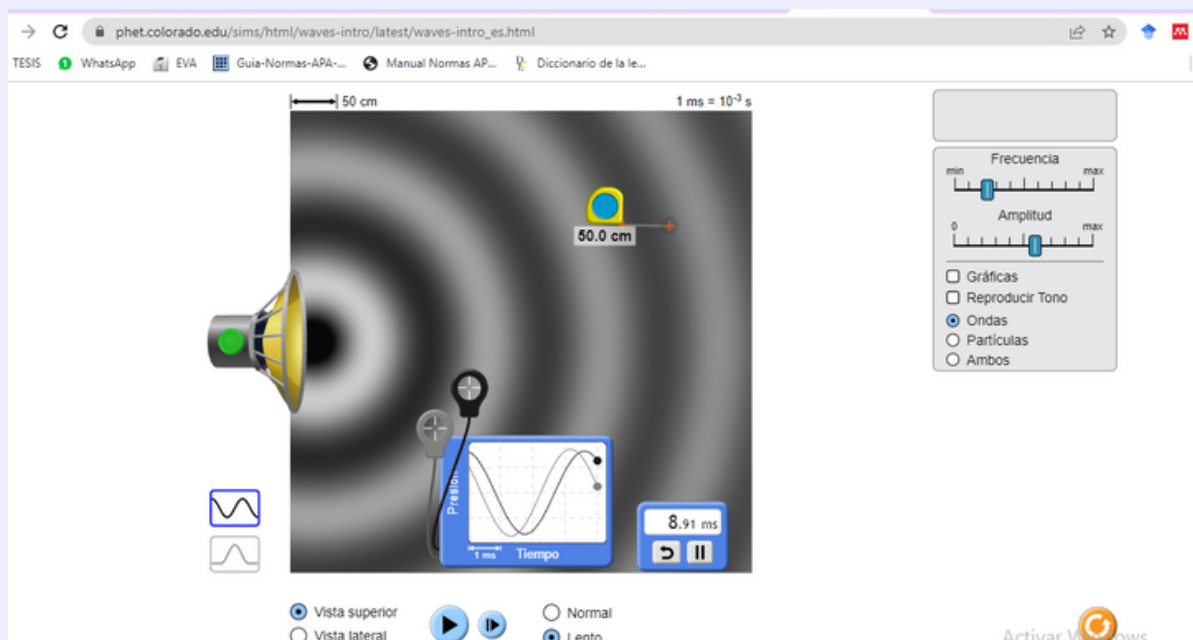 phet.colorado.edu/sims/html/waves-intro/latest/waves-intro_es.html
TESIS WhatsApp EVA Guia-Normas-APA-... Manual Normas AP... Diccionario de la le...
50 cm 1 ms = 10⁻³ s
50.0 cm
Presión
1 ms Tiempo
8.91 ms
Frecuencia
min max
Amplitud
0 max
Gráficas
Reproducir Tono
Ondas
Partículas
Ambos
Vista superior Normal
Vista lateral Lento
Activar